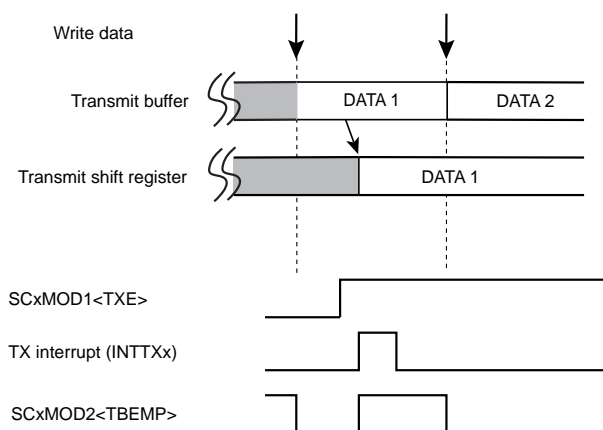 Write data
Transmit buffer
DATA 1
DATA 2
Transmit shift register
DATA 1
SCxMOD1<TXE>
TX interrupt (INTTXx)
SCxMOD2<TBEMP>